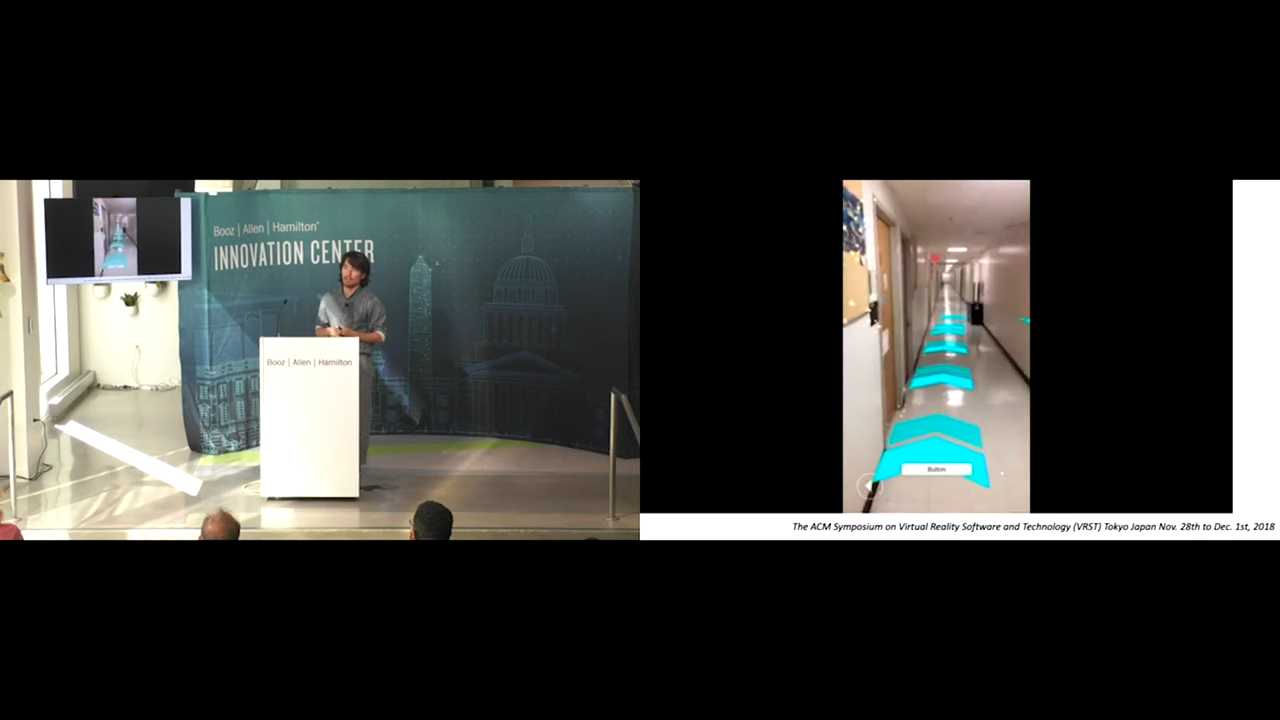 Booz | Allen | Hamilton®
INNOVATION CENTER
Booz | Allen | Hamilton
Button
The ACM Symposium on Virtual Reality Software and Technology (VRST) Tokyo Japan Nov. 28th to Dec. 1st, 2018